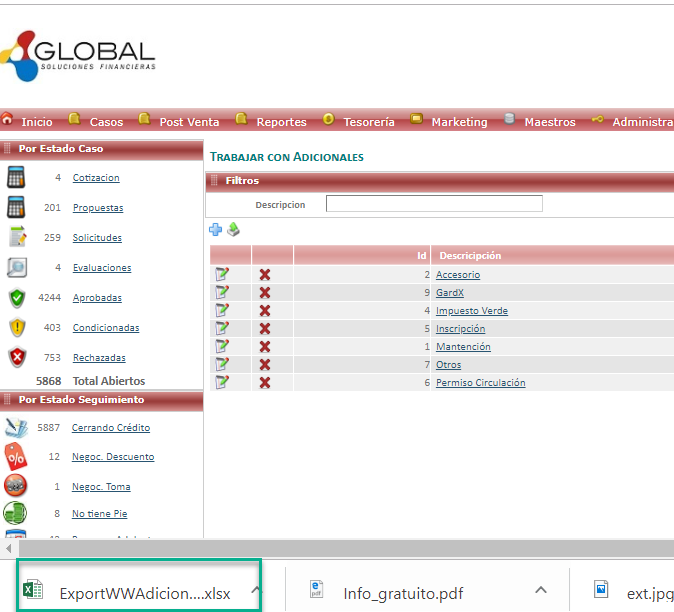 GLOBAL
SOLUCIONES FINANCIERAS
Inicio Casos Post Venta Reportes Tesorería Marketing Maestros Administra
Por Estado Caso
4 Cotizacion
201 Propuestas
259 Solicitudes
4 Evaluaciones
4244 Aprobadas
403 Condicionadas
753 Rechazadas
5868 Total Abiertos
Por Estado Seguimiento
5887 Cerrando Crédito
12 Negoc. Descuento
1 Negoc. Toma
8 No tiene Pie
TRABAJAR CON ADICIONALES
Filtros
Descripcion
Id Descricipción
2 Accesorio
9 GardX
4 Impuesto Verde
5 Inscripción
1 Mantención
7 Otros
6 Permiso Circulación
ExportWWAdicion....xlsx
Info_gratuito.pdf
ext.jpg